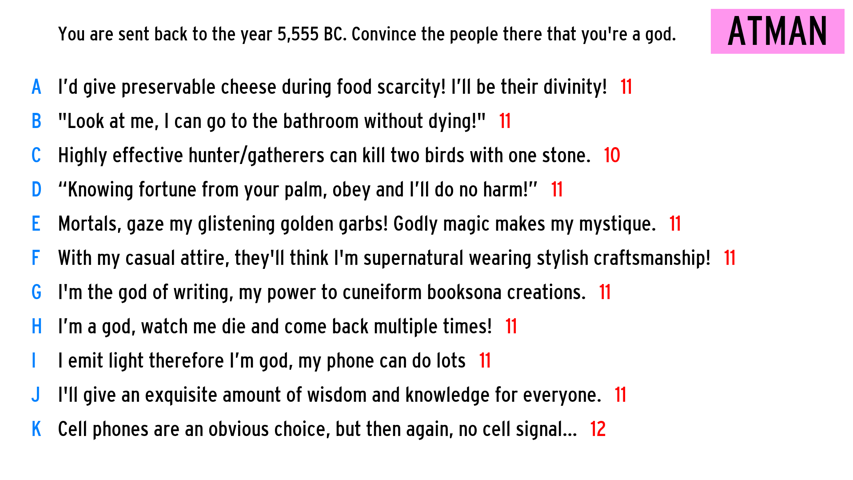 You are sent back to the year 5,555 BC. Convince the people there that you're a god.
ATMAN
A I’d give preservable cheese during food scarcity! I’ll be their divinity! 11
B "Look at me, I can go to the bathroom without dying!" 11
C Highly effective hunter/gatherers can kill two birds with one stone. 10
D “Knowing fortune from your palm, obey and I’ll do no harm!” 11
E Mortals, gaze my glistening golden garbs! Godly magic makes my mystique. 11
F With my casual attire, they'll think I'm supernatural wearing stylish craftsmanship! 11
G I'm the god of writing, my power to cuneiform booksona creations. 11
H I’m a god, watch me die and come back multiple times! 11
I I emit light therefore I’m god, my phone can do lots 11
J I'll give an exquisite amount of wisdom and knowledge for everyone. 11
K Cell phones are an obvious choice, but then again, no cell signal... 12